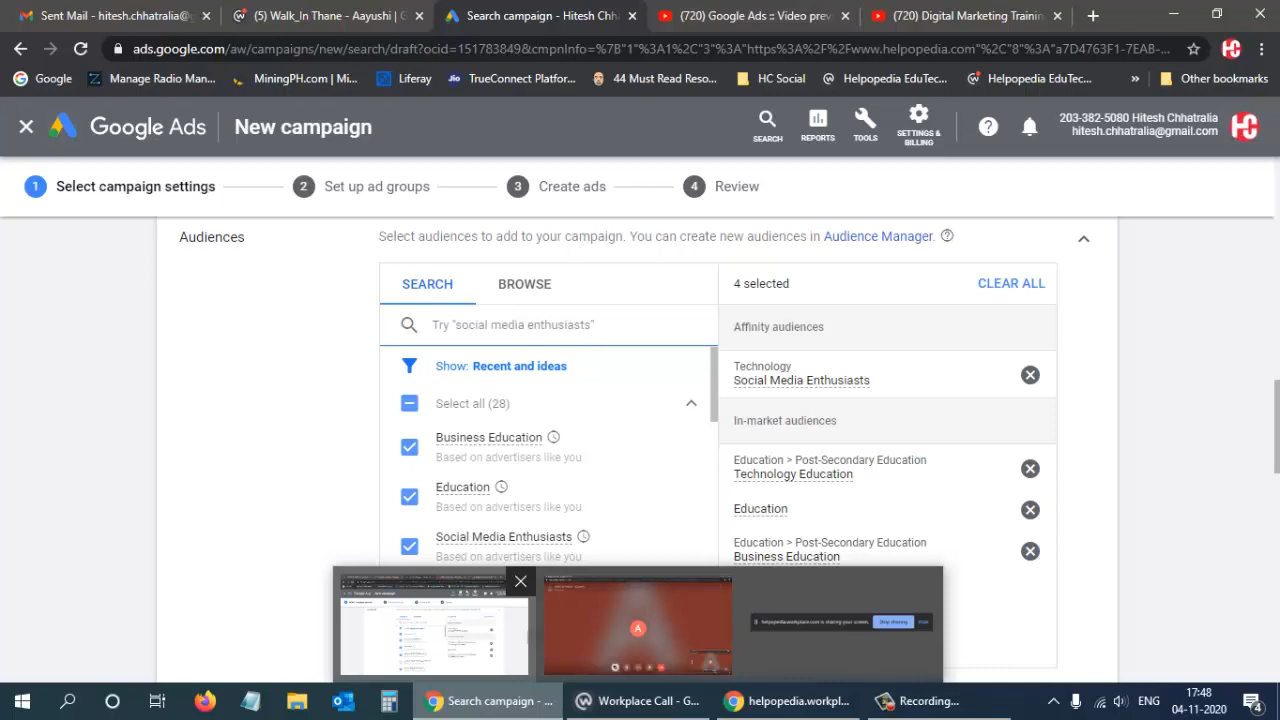 Sent Mail - hitesh.chhatralia@
(5) Walk_In Thane - Aayushi | G
Search campaign - Hitesh Chh
(720) Google Ads :: Video prev
(720) Digital Marketing Trainin
ads.google.com/aw/campaigns/new/search/draft?ocid=151783849&cmpnInfo=%7B"1"%3A1%2C"3"%3A"https%3A%2F%2Fwww.helpopedia.com"%2C"8"%3A"a7D4763F1-7EAB-...
Google
Manage Radio Man...
MiningPH.com | Mi...
Liferay
TrueConnect Platfor...
44 Must Read Reso...
HC Social
Helpopedia EduTec...
Helpopedia EduTec...
»
Other bookmarks
Google Ads
New campaign
SEARCH
REPORTS
TOOLS
SETTINGS &
BILLING
203-382-5080 Hitesh Chhatralia
hitesh.chhatralia@gmail.com
1 Select campaign settings
2 Set up ad groups
3 Create ads
4 Review
Audiences
Select audiences to add to your campaign. You can create new audiences in Audience Manager.
SEARCH
BROWSE
4 selected
CLEAR ALL
Try "social media enthusiasts"
Affinity audiences
Show: Recent and ideas
Technology
Social Media Enthusiasts
Select all (28)
In-market audiences
Business Education
Based on advertisers like you
Education > Post-Secondary Education
Technology Education
Education
Based on advertisers like you
Education
Social Media Enthusiasts
Based on advertisers like you
Education > Post-Secondary Education
Business Education
helpopedia.workplace.com is sharing your screen.
Stop sharing
Hide
Search campaign - ...
Workplace Call - G...
helpopedia.workpl...
Recording...
ENG
17:48
04-11-2020
4